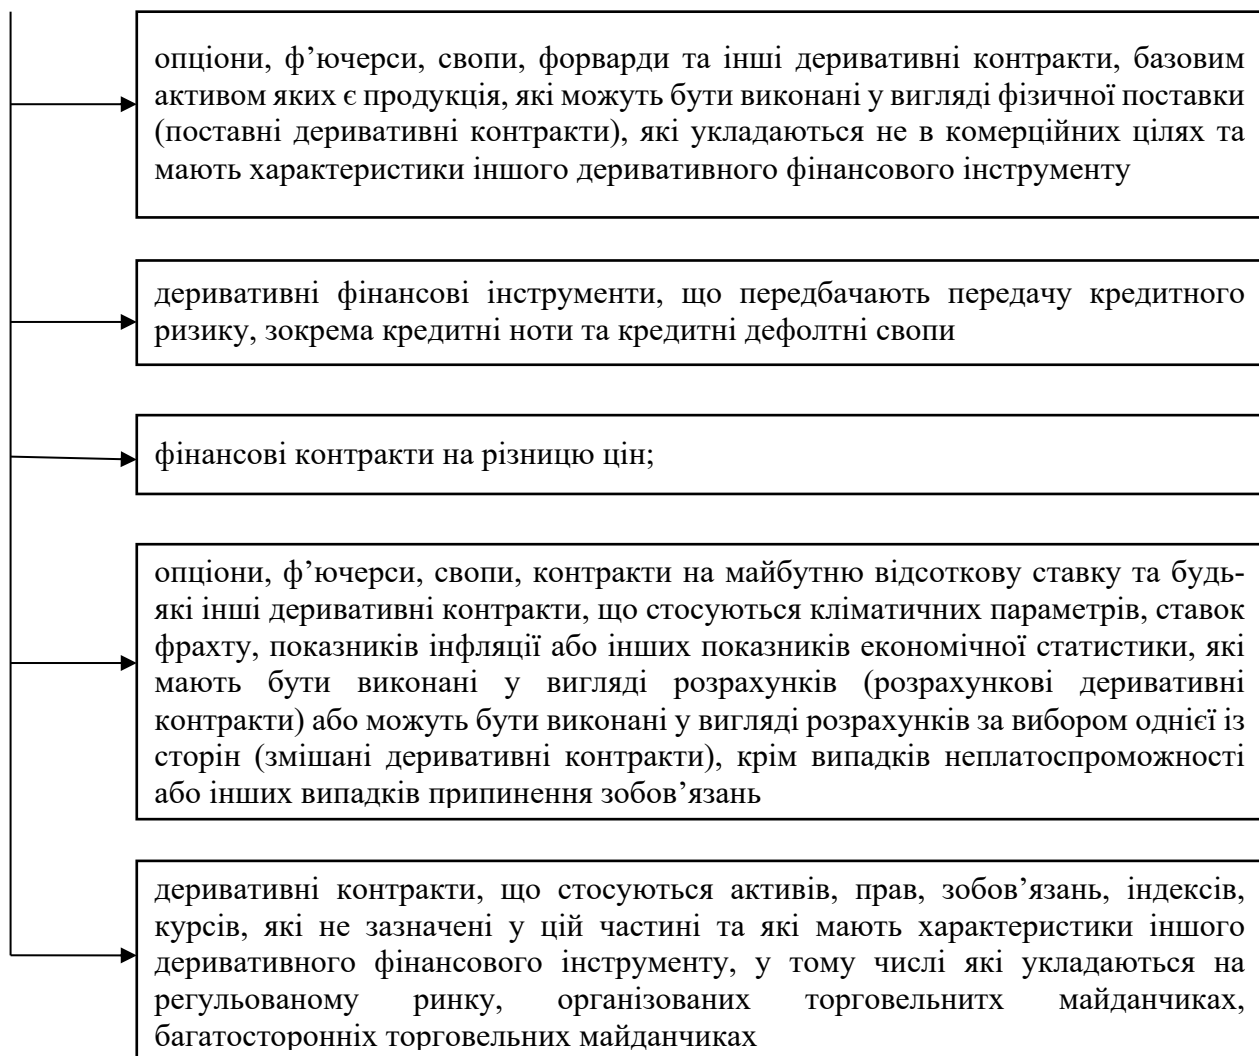 опціони, ф’ючерси, свопи, форварди та інші деривативні контракти, базовим
активом яких є продукція, які можуть бути виконані у вигляді фізичної поставки
(поставні деривативні контракти), які укладаються не в комерційних цілях та
мають характеристики іншого деривативного фінансового інструменту
деривативні фінансові інструменти, що передбачають передачу кредитного
ризику, зокрема кредитні ноти та кредитні дефолтні свопи
фінансові контракти на різницю цін;
опціони, ф’ючерси, свопи, контракти на майбутню відсоткову ставку та будь-
які інші деривативні контракти, що стосуються кліматичних параметрів, ставок
фрахту, показників інфляції або інших показників економічної статистики, які
мають бути виконані у вигляді розрахунків (розрахункові деривативні
контракти) або можуть бути виконані у вигляді розрахунків за вибором однієї із
сторін (змішані деривативні контракти), крім випадків неплатоспроможності
або інших випадків припинення зобов’язань
деривативні контракти, що стосуються активів, прав, зобов’язань, індексів,
курсів, які не зазначені у цій частині та які мають характеристики іншого
деривативного фінансового інструменту, у тому числі які укладаються на
регульованому ринку, організованих торговельнитх майданчиках,
багатосторонніх торговельних майданчиках